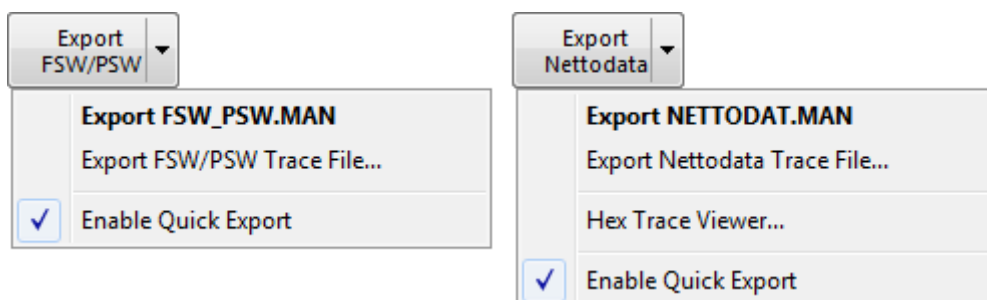 Export
FSW/PSW
Export FSW_PSW.MAN
Export FSW/PSW Trace File...
Enable Quick Export
Export
Nettodata
Export NETTODAT.MAN
Export Nettodata Trace File...
Hex Trace Viewer...
Enable Quick Export